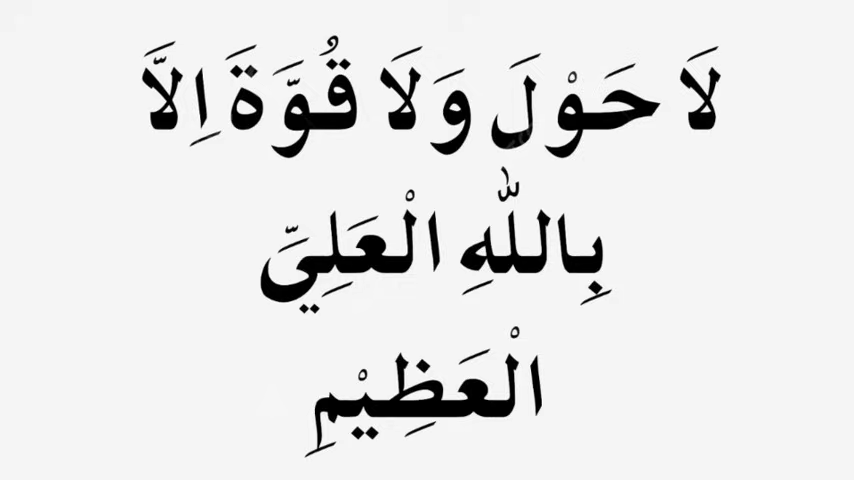 لَا حَوْلَ وَلَا قُوَّةَ اِلَّا
بِاللّٰهِ الْعَلِيِّ
الْعَظِيْمِ